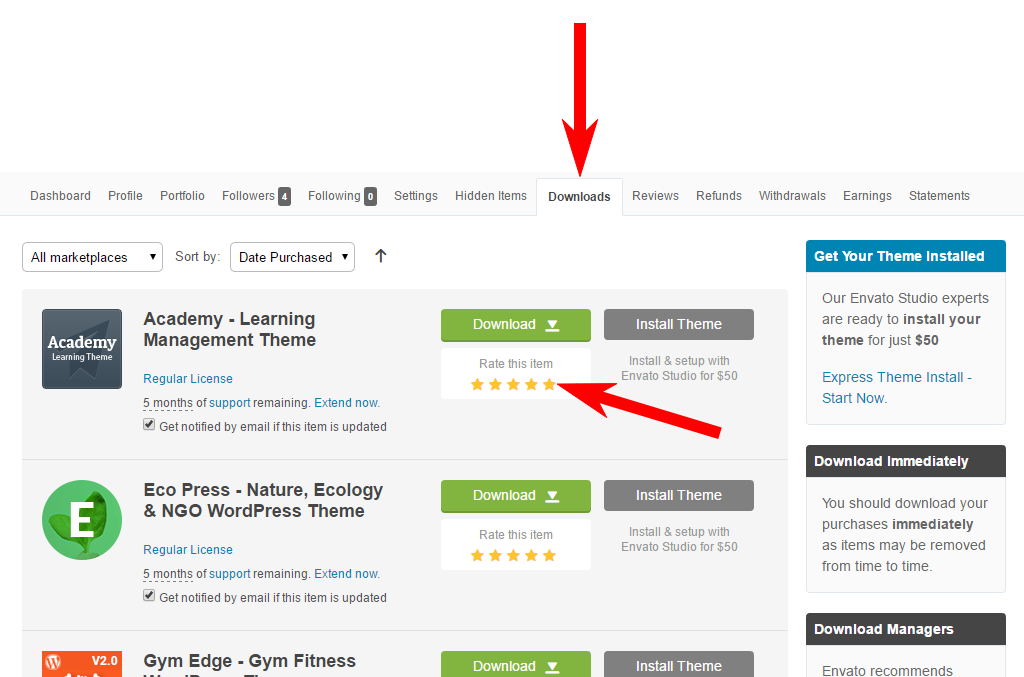 Dashboard Profile Portfolio Followers 4 Following 0 Settings Hidden Items Downloads Reviews Refunds Withdrawals Earnings Statements
All marketplaces Sort by: Date Purchased
Academy
Learning Theme
Academy - Learning
Management Theme
Regular License
5 months of support remaining. Extend now.
Get notified by email if this item is updated
Download
Rate this item
Install Theme
Install & setup with
Envato Studio for $50
E
Eco Press - Nature, Ecology
& NGO WordPress Theme
Regular License
5 months of support remaining. Extend now.
Get notified by email if this item is updated
Download
Rate this item
Install Theme
Install & setup with
Envato Studio for $50
V2.0
Gym Edge - Gym Fitness
Download
Install Theme
Get Your Theme Installed
Our Envato Studio experts
are ready to install your
theme for just $50
Express Theme Install -
Start Now.
Download Immediately
You should download your
purchases immediately
as items may be removed
from time to time.
Download Managers
Envato recommends